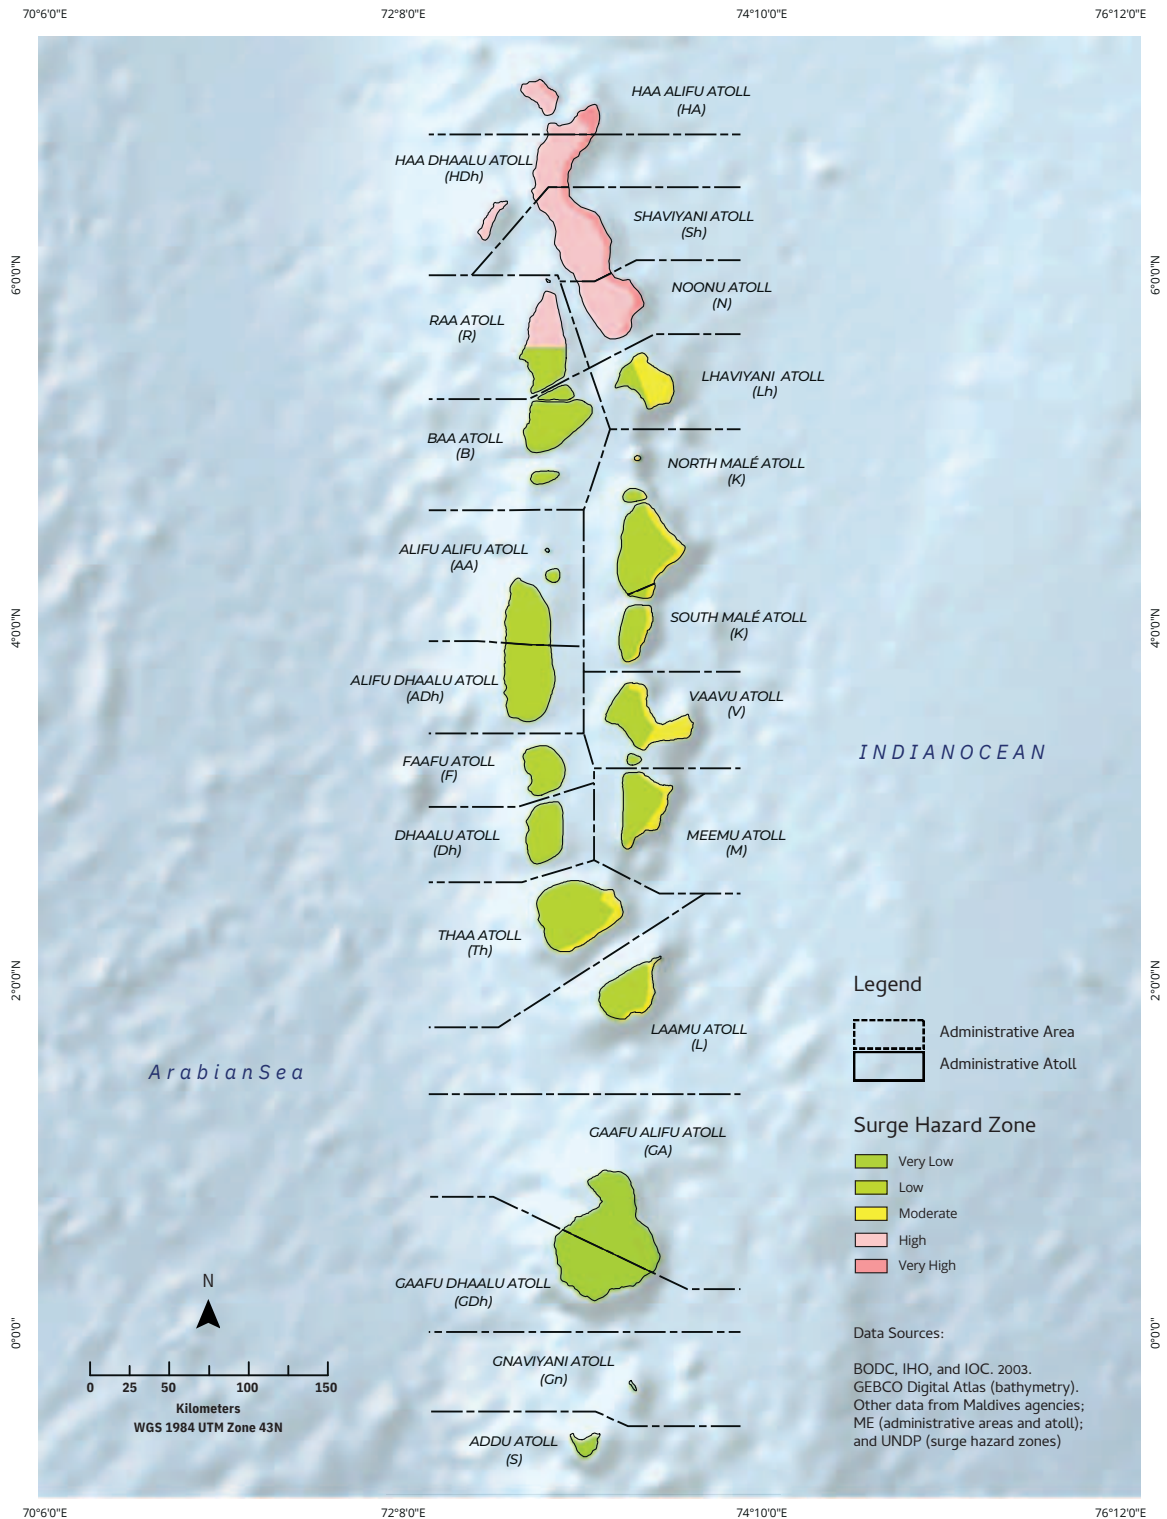 70°6'0"E 72°8'0"E 74°10'0"E 76°12'0"E
HAA ALIFU ATOLL
(HA)
HAA DHAALU ATOLL
(HDh)
SHAVIYANI ATOLL
(Sh)
6°0'0"N 6°0'0"N
NOONU ATOLL
(N)
RAA ATOLL
(R)
LHAVIYANI ATOLL
(Lh)
BAA ATOLL
(B)
NORTH MALÉ ATOLL
(K)
ALIFU ALIFU ATOLL
(AA)
4°0'0"N 4°0'0"N
SOUTH MALÉ ATOLL
(K)
ALIFU DHAALU ATOLL
(ADh)
VAAVU ATOLL
(V)
INDIANOCEAN
FAAFU ATOLL
(F)
DHAALU ATOLL
(Dh)
MEEMU ATOLL
(M)
THAA ATOLL
(Th)
2°0'0"N 2°0'0"N
LAAMU ATOLL
(L)
ArabianSea
GAAFU ALIFU ATOLL
(GA)
GAAFU DHAALU ATOLL
(GDh)
0°0'0" 0°0'0"
GNAVIYANI ATOLL
(Gn)
ADDU ATOLL
(S)
Legend
Administrative Area
Administrative Atoll
Surge Hazard Zone
Very Low
Low
Moderate
High
Very High
Data Sources:
BODC, IHO, and IOC. 2003.
GEBCO Digital Atlas (bathymetry).
Other data from Maldives agencies;
ME (administrative areas and atoll);
and UNDP (surge hazard zones)
N
0 25 50 100 150
Kilometers
WGS 1984 UTM Zone 43N
70°6'0"E 72°8'0"E 74°10'0"E 76°12'0"E